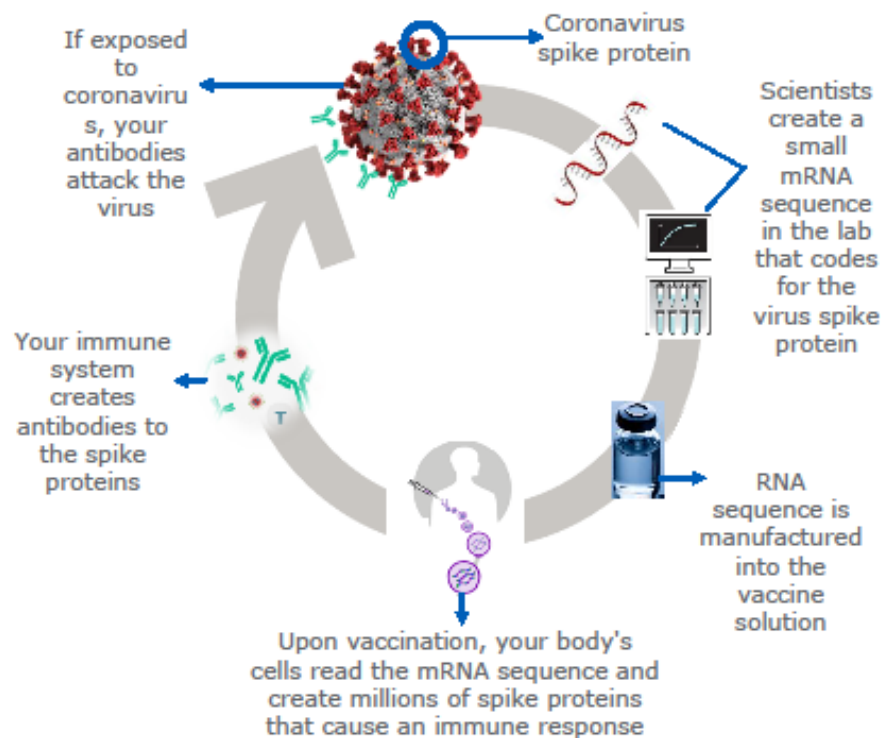 Coronavirus
spike protein
Scientists
create a
small
mRNA
sequence
in the lab
that codes
for the
virus spike
protein
RNA
sequence is
manufactured
into the
vaccine
solution
Upon vaccination, your body's
cells read the mRNA sequence and
create millions of spike proteins
that cause an immune response
Your immune
system
creates
antibodies to
the spike
proteins
T
If exposed
to
coronaviru
s, your
antibodies
attack the
virus